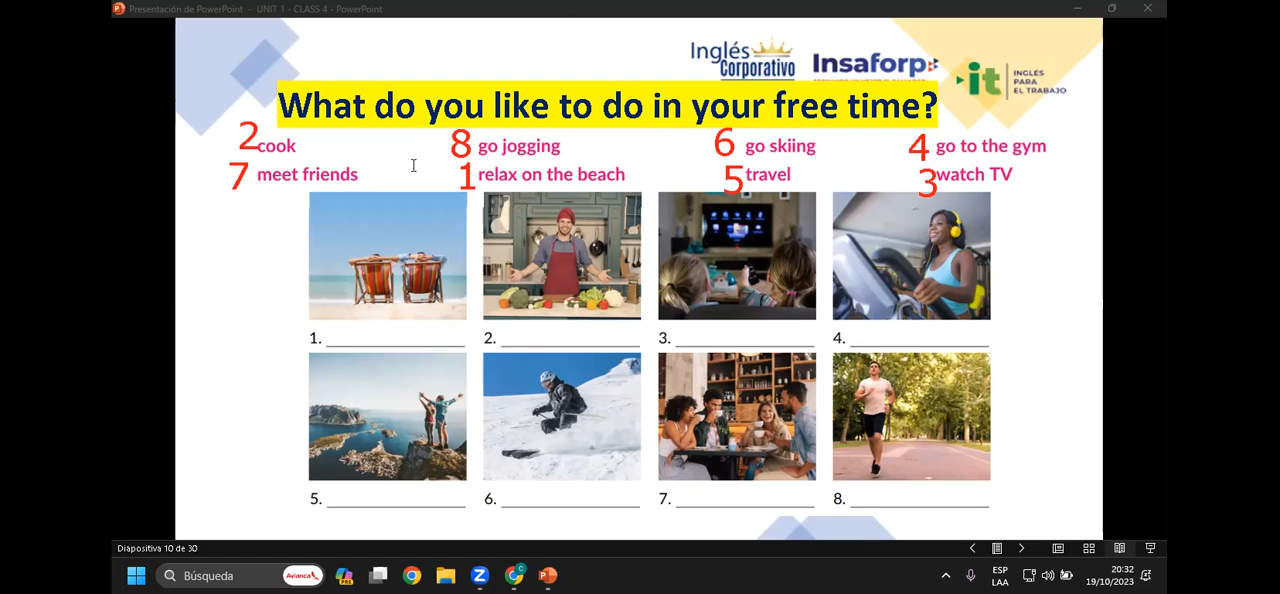 Presentación de PowerPoint - UNIT 1 - CLASS 4 - PowerPoint
Inglés Corporativo
Insaforp
it INGLÉS PARA EL TRABAJO
What do you like to do in your free time?
2 cook 8 go jogging 6 go skiing 4 go to the gym
7 meet friends 1 relax on the beach 5 travel 3 watch TV
1. 2. 3. 4.
5. 6. 7. 8.
Diapositiva 10 de 30
Búsqueda Avianca PRE C ESP 20:32
LAA 19/10/2023